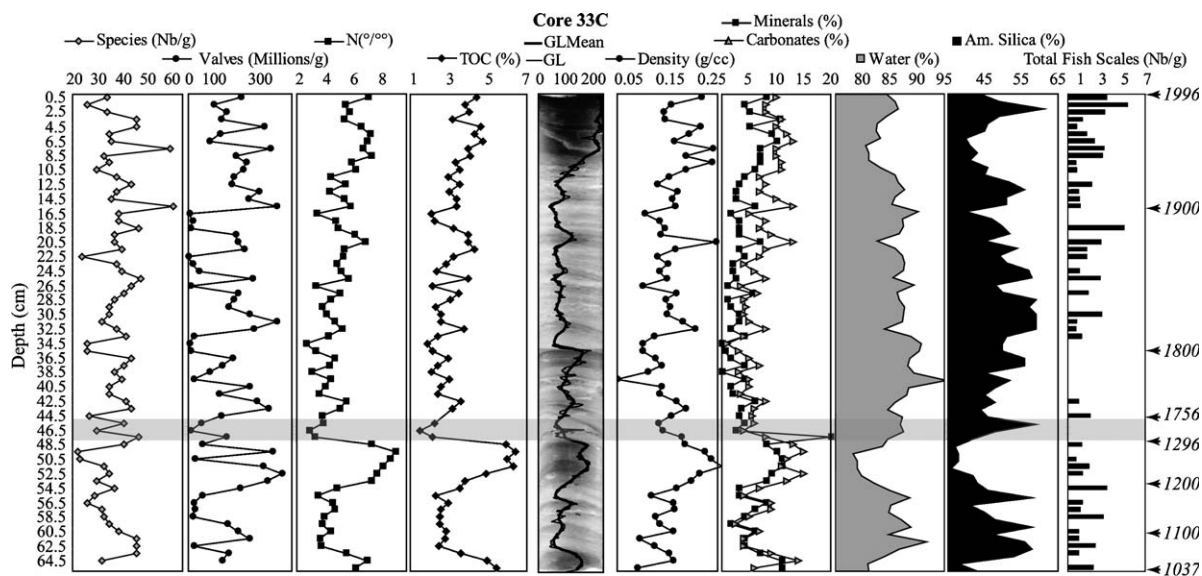 Core 33C
Species (Nb/g)
Valves (Millions/g)
N(°/°°)
TOC (%)
GLMean
GL
Density (g/cc)
Minerals (%)
Carbonates (%)
Water (%)
Am. Silica (%)
Total Fish Scales (Nb/g)
20 30 40 50 60
0 100 300
2 4 6 8 10
1 3 5 7
0 100 200
0.05 0.15 0.25
5 10 15 20
80 85 90 95
45 55 65
1 3 5 7
Depth (cm)
0.5
2.5
4.5
6.5
8.5
10.5
12.5
14.5
16.5
18.5
20.5
22.5
24.5
26.5
28.5
30.5
32.5
34.5
36.5
38.5
40.5
42.5
44.5
46.5
48.5
50.5
52.5
54.5
56.5
58.5
60.5
62.5
64.5
1996
1900
1800
1756
1296
1200
1100
1037